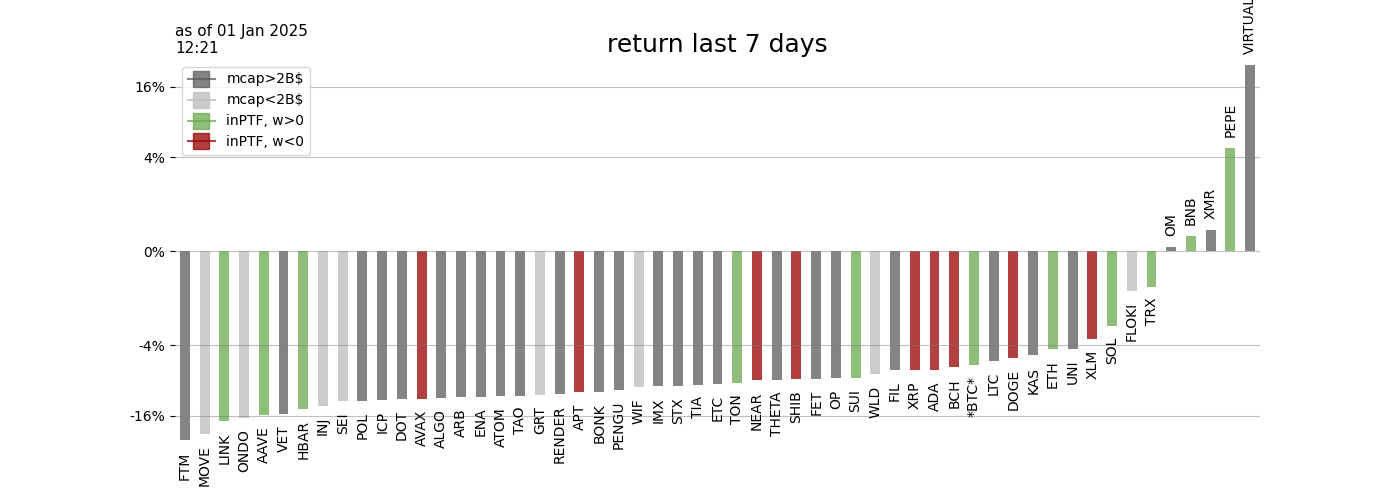 as of 01 Jan 2025
12:21
return last 7 days
mcap>2B$
mcap<2B$
inPTF, w>0
inPTF, w<0
16%
4%
0%
-4%
-16%
FTM
MOVE
LINK
ONDO
AAVE
VET
HBAR
INJ
SEI
POL
ICP
DOT
AVAX
ALGO
ARB
ENA
ATOM
TAO
GRT
RENDER
APT
BONK
PENGU
WIF
IMX
STX
TIA
ETC
TON
NEAR
THETA
SHIB
FET
OP
SUI
WLD
FIL
XRP
ADA
BCH
*BTC*
LTC
DOGE
KAS
ETH
UNI
XLM
SOL
FLOKI
TRX
OM
BNB
XMR
PEPE
VIRTUAL